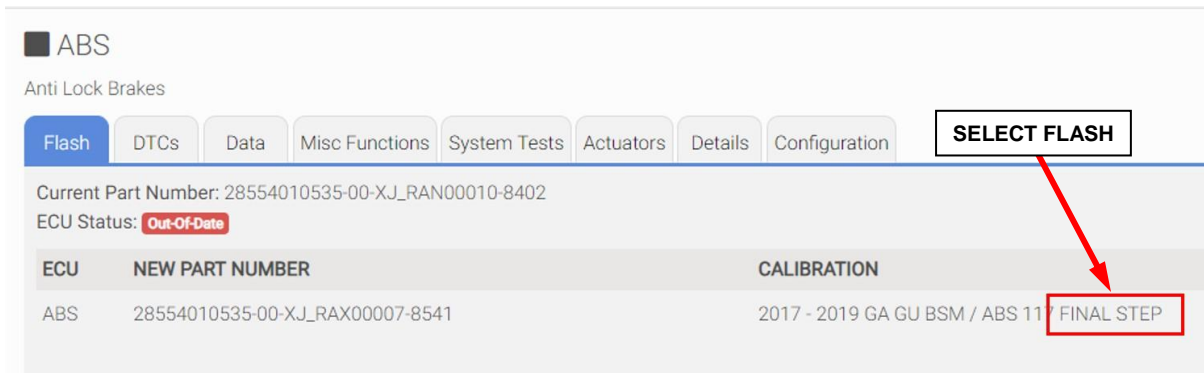 ABS
Anti Lock Brakes
Flash DTCs Data Misc Functions System Tests Actuators Details Configuration
SELECT FLASH
Current Part Number: 28554010535-00-XJ_RAN00010-8402
ECU Status: Out-Of-Date
ECU NEW PART NUMBER CALIBRATION
ABS 28554010535-00-XJ_RAX00007-8541 2017 - 2019 GA GU BSM / ABS 117 FINAL STEP